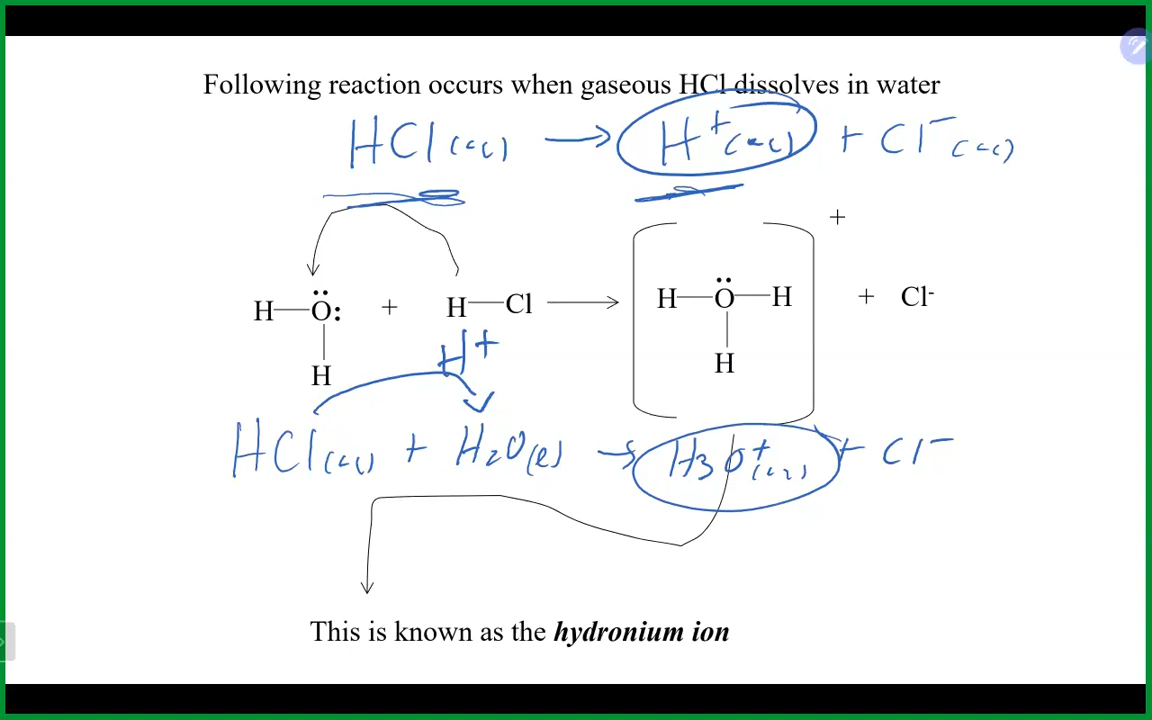 Following reaction occurs when gaseous HCl dissolves in water
HCl (aq) → H+ (aq) + Cl- (aq)
+
H—Ö: + H—Cl → H—Ö—H + Cl-
H H+ H
HCl (aq) + H2O (l) → H3O+ (aq) + Cl-
This is known as the hydronium ion